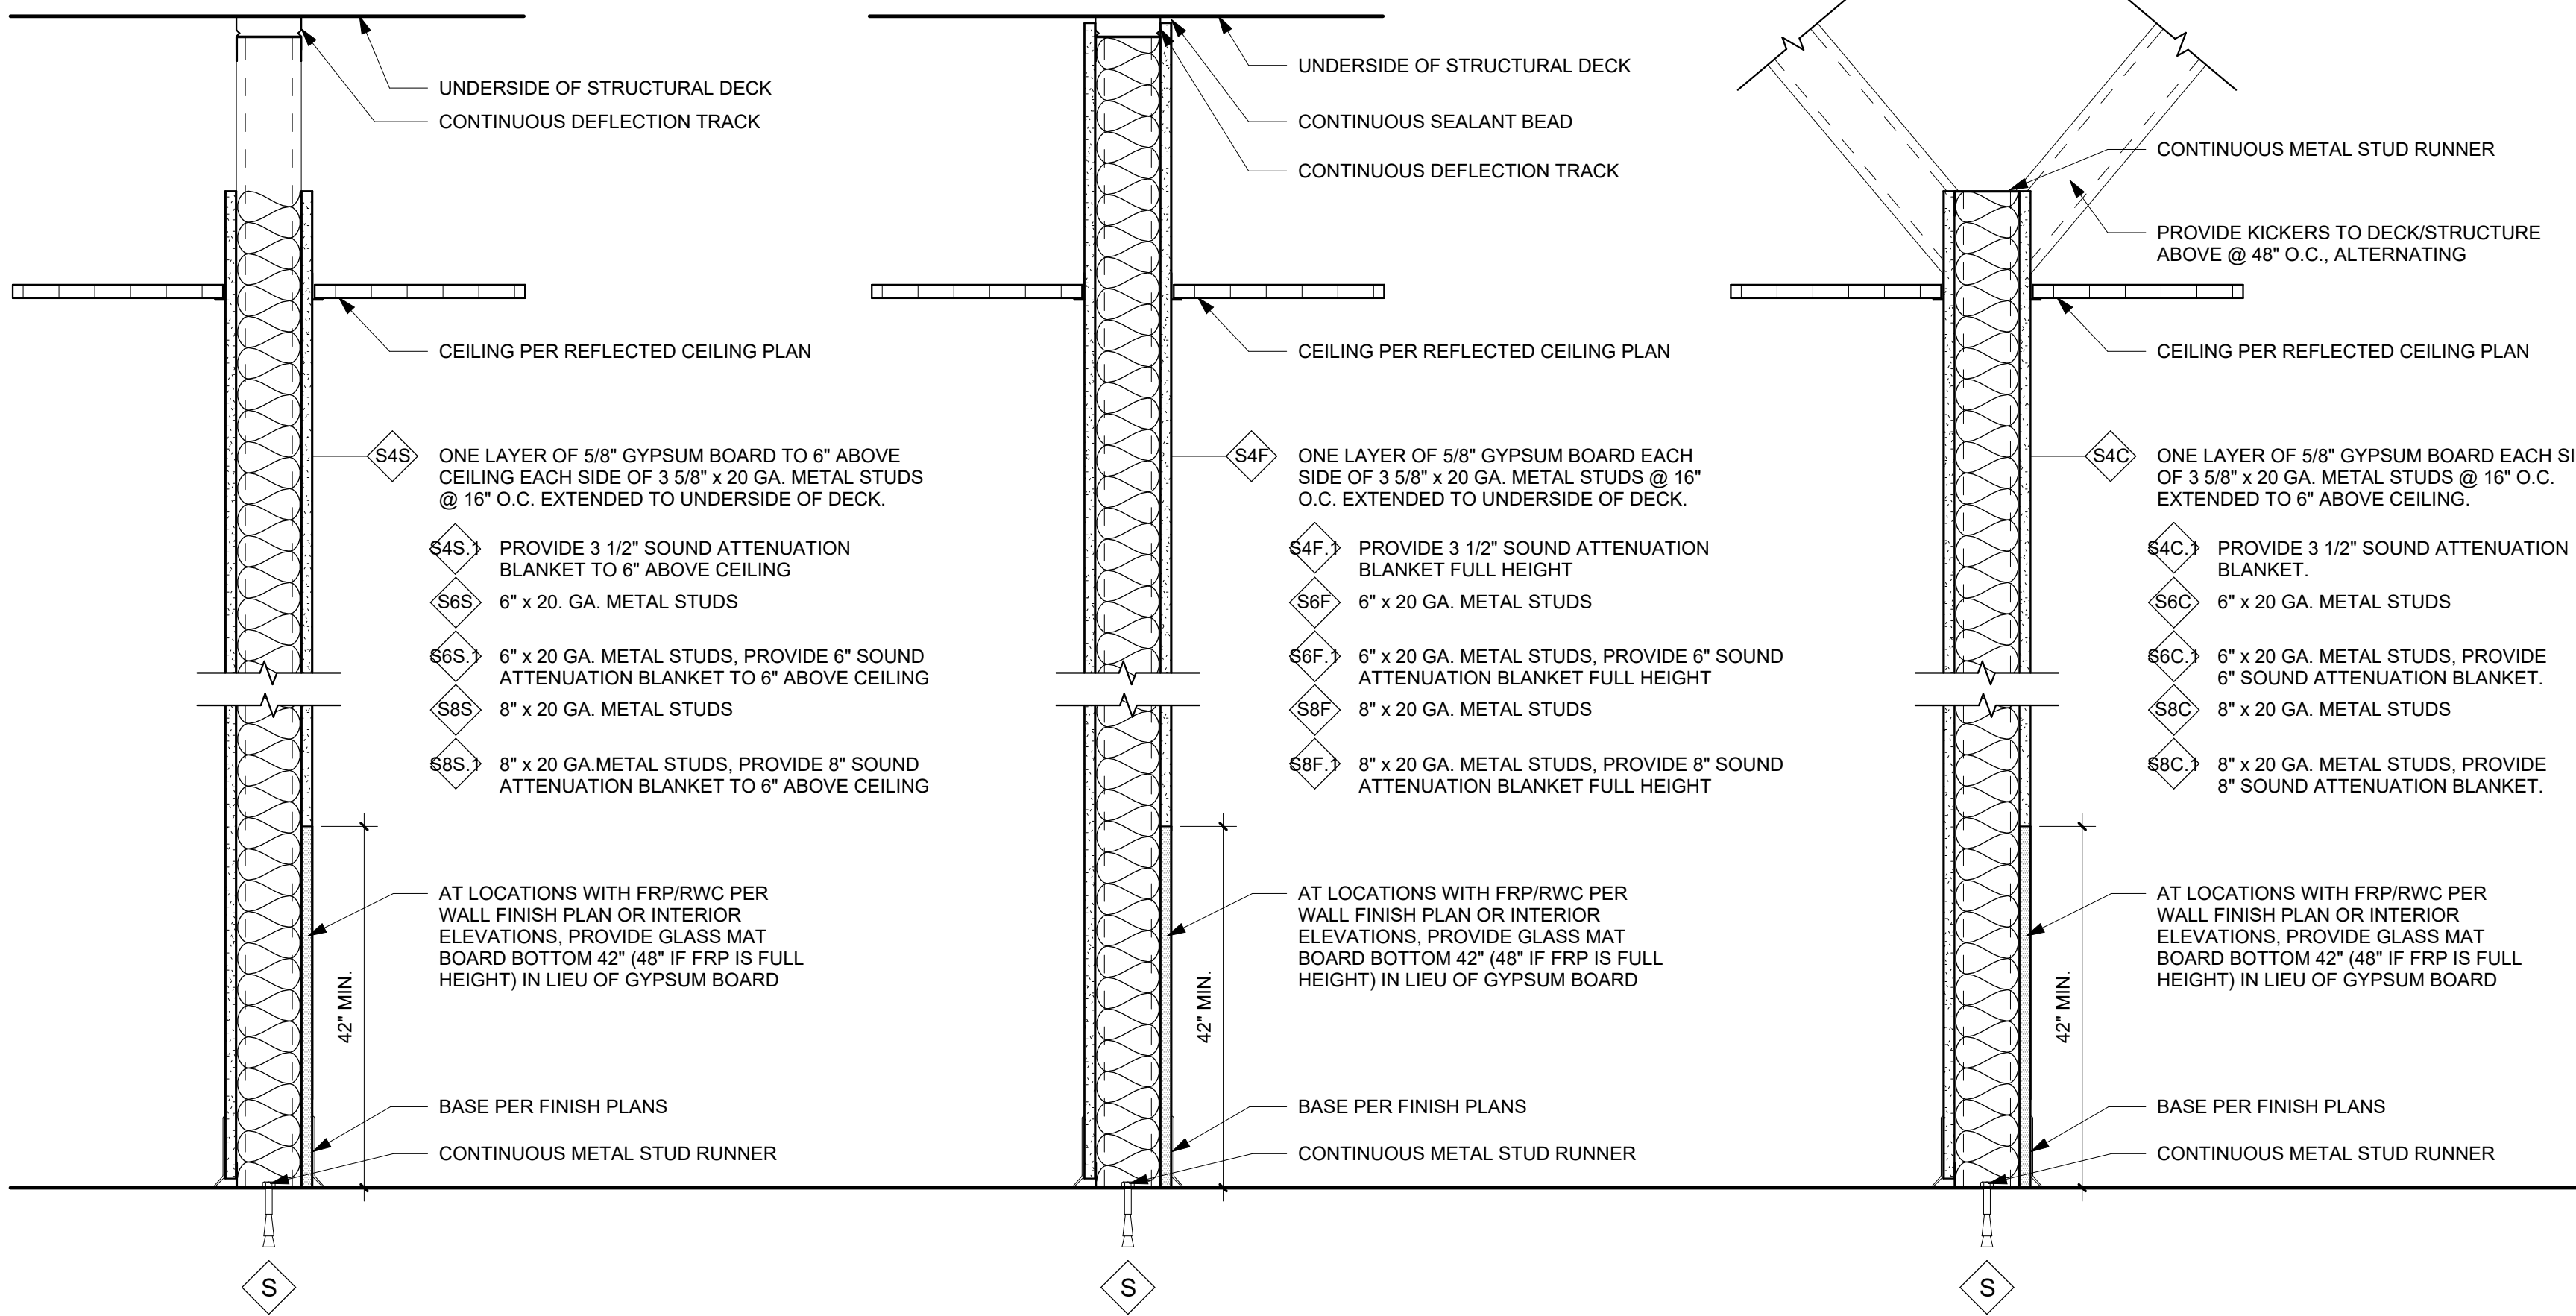 UNDERSIDE OF STRUCTURAL DECK
CONTINUOUS DEFLECTION TRACK
CEILING PER REFLECTED CEILING PLAN
S4S
ONE LAYER OF 5/8" GYPSUM BOARD TO 6" ABOVE
CEILING EACH SIDE OF 3 5/8" x 20 GA. METAL STUDS
@ 16" O.C. EXTENDED TO UNDERSIDE OF DECK.
S4S.1
PROVIDE 3 1/2" SOUND ATTENUATION
BLANKET TO 6" ABOVE CEILING
S6S
6" x 20. GA. METAL STUDS
S6S.1
6" x 20 GA. METAL STUDS, PROVIDE 6" SOUND
ATTENUATION BLANKET TO 6" ABOVE CEILING
S8S
8" x 20 GA. METAL STUDS
S8S.1
8" x 20 GA.METAL STUDS, PROVIDE 8" SOUND
ATTENUATION BLANKET TO 6" ABOVE CEILING
AT LOCATIONS WITH FRP/RWC PER
WALL FINISH PLAN OR INTERIOR
ELEVATIONS, PROVIDE GLASS MAT
BOARD BOTTOM 42" (48" IF FRP IS FULL
HEIGHT) IN LIEU OF GYPSUM BOARD
42" MIN.
BASE PER FINISH PLANS
CONTINUOUS METAL STUD RUNNER
S
UNDERSIDE OF STRUCTURAL DECK
CONTINUOUS SEALANT BEAD
CONTINUOUS DEFLECTION TRACK
CEILING PER REFLECTED CEILING PLAN
S4F
ONE LAYER OF 5/8" GYPSUM BOARD EACH
SIDE OF 3 5/8" x 20 GA. METAL STUDS @ 16"
O.C. EXTENDED TO UNDERSIDE OF DECK.
S4F.1
PROVIDE 3 1/2" SOUND ATTENUATION
BLANKET FULL HEIGHT
S6F
6" x 20 GA. METAL STUDS
S6F.1
6" x 20 GA. METAL STUDS, PROVIDE 6" SOUND
ATTENUATION BLANKET FULL HEIGHT
S8F
8" x 20 GA. METAL STUDS
S8F.1
8" x 20 GA. METAL STUDS, PROVIDE 8" SOUND
ATTENUATION BLANKET FULL HEIGHT
AT LOCATIONS WITH FRP/RWC PER
WALL FINISH PLAN OR INTERIOR
ELEVATIONS, PROVIDE GLASS MAT
BOARD BOTTOM 42" (48" IF FRP IS FULL
HEIGHT) IN LIEU OF GYPSUM BOARD
42" MIN.
BASE PER FINISH PLANS
CONTINUOUS METAL STUD RUNNER
S
CONTINUOUS METAL STUD RUNNER
PROVIDE KICKERS TO DECK/STRUCTURE
ABOVE @ 48" O.C., ALTERNATING
CEILING PER REFLECTED CEILING PLAN
S4C
ONE LAYER OF 5/8" GYPSUM BOARD EACH
OF 3 5/8" x 20 GA. METAL STUDS @ 16" O.C.
EXTENDED TO 6" ABOVE CEILING.
S4C.1
PROVIDE 3 1/2" SOUND ATTENUATION
BLANKET.
S6C
6" x 20 GA. METAL STUDS
S6C.1
6" x 20 GA. METAL STUDS, PROVIDE
6" SOUND ATTENUATION BLANKET.
S8C
8" x 20 GA. METAL STUDS
S8C.1
8" x 20 GA. METAL STUDS, PROVIDE
8" SOUND ATTENUATION BLANKET.
AT LOCATIONS WITH FRP/RWC PER
WALL FINISH PLAN OR INTERIOR
ELEVATIONS, PROVIDE GLASS MAT
BOARD BOTTOM 42" (48" IF FRP IS FULL
HEIGHT) IN LIEU OF GYPSUM BOARD
42" MIN.
BASE PER FINISH PLANS
CONTINUOUS METAL STUD RUNNER
S